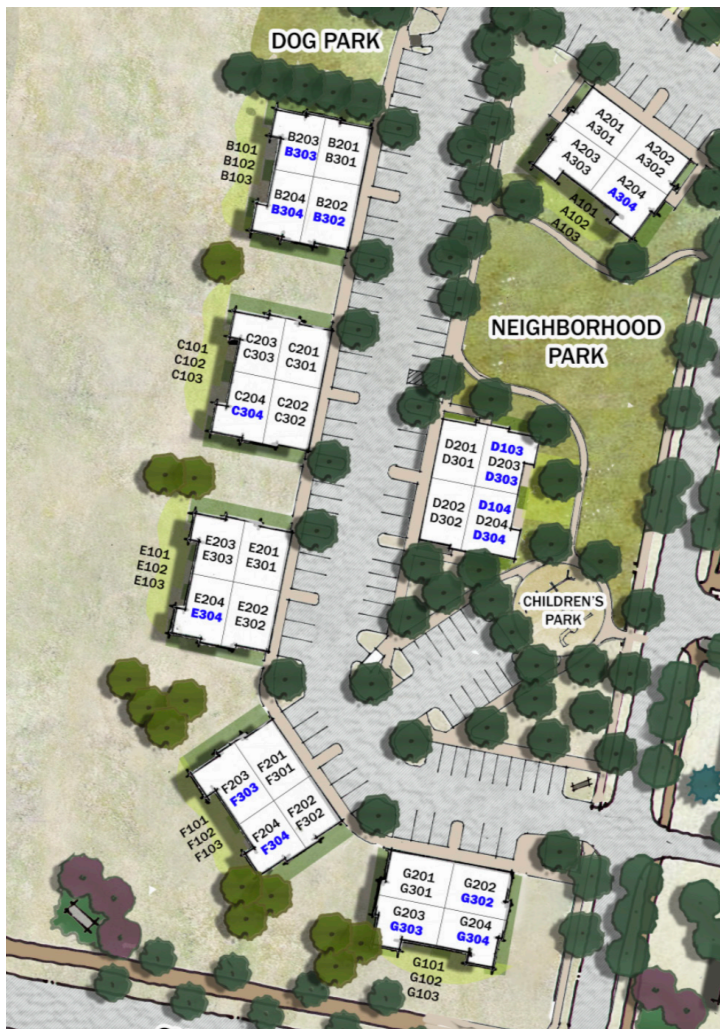 DOG PARK
B203
B303
B201
B301
B204
B304
B202
B302
B101
B102
B103
A201
A301
A202
A302
A203
A303
A204
A304
A101
A102
A103
NEIGHBORHOOD
PARK
C203
C303
C201
C301
C204
C304
C202
C302
C101
C102
C103
D201
D301
D103
D203
D303
D202
D302
D104
D204
D304
E203
E303
E201
E301
E204
E304
E202
E302
E101
E102
E103
CHILDREN'S
PARK
F203
F303
F201
F301
F204
F304
F202
F302
F101
F102
F103
G201
G301
G202
G302
G203
G303
G204
G304
G101
G102
G103